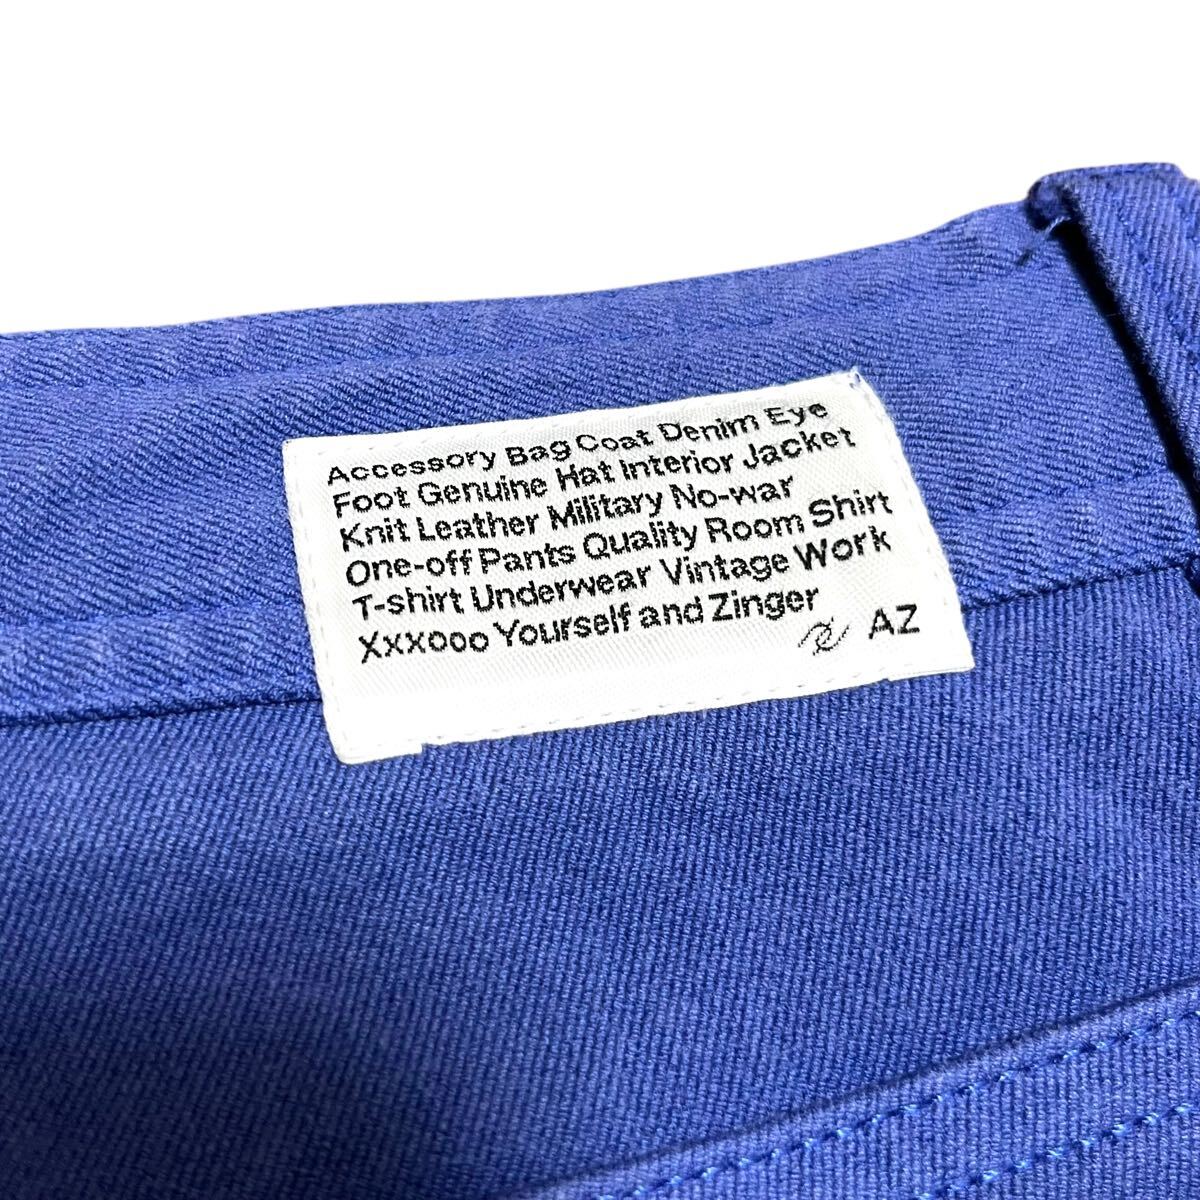 Accessory Bag Coat Denim Eye
Foot Genuine Hat Interior Jacket
Knit Leather Military No-war
One-off Pants Quality Room Shirt
T-shirt Underwear Vintage Work
Xxxooo Yourself and Zinger
AZ